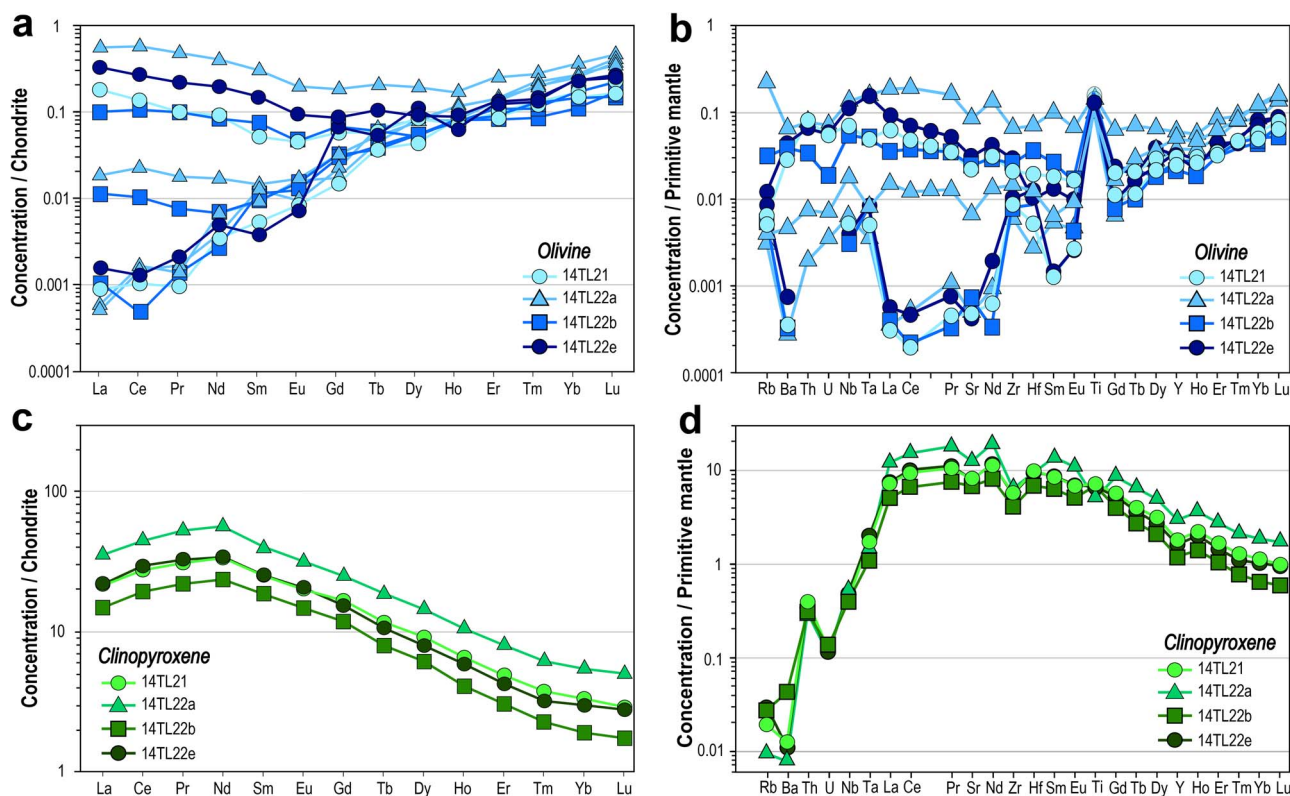 a
Concentration / Chondrite
1
0.1
0.01
0.001
0.0001
Olivine
14TL21
14TL22a
14TL22b
14TL22e
La Ce Pr Nd Sm Eu Gd Tb Dy Ho Er Tm Yb Lu
b
Concentration / Primitive mantle
1
0.1
0.01
0.001
0.0001
Olivine
14TL21
14TL22a
14TL22b
14TL22e
Rb Ba Th U Nb Ta La Ce Pr Sr Nd Zr Hf Sm Eu Ti Gd Tb Dy Y Ho Er Tm Yb Lu
c
Concentration / Chondrite
100
10
1
Clinopyroxene
14TL21
14TL22a
14TL22b
14TL22e
La Ce Pr Nd Sm Eu Gd Tb Dy Ho Er Tm Yb Lu
d
Concentration / Primitive mantle
10
1
0.1
0.01
Clinopyroxene
14TL21
14TL22a
14TL22b
14TL22e
Rb Ba Th U Nb Ta La Ce Pr Sr Nd Zr Hf Sm Eu Ti Gd Tb Dy Y Ho Er Tm Yb Lu